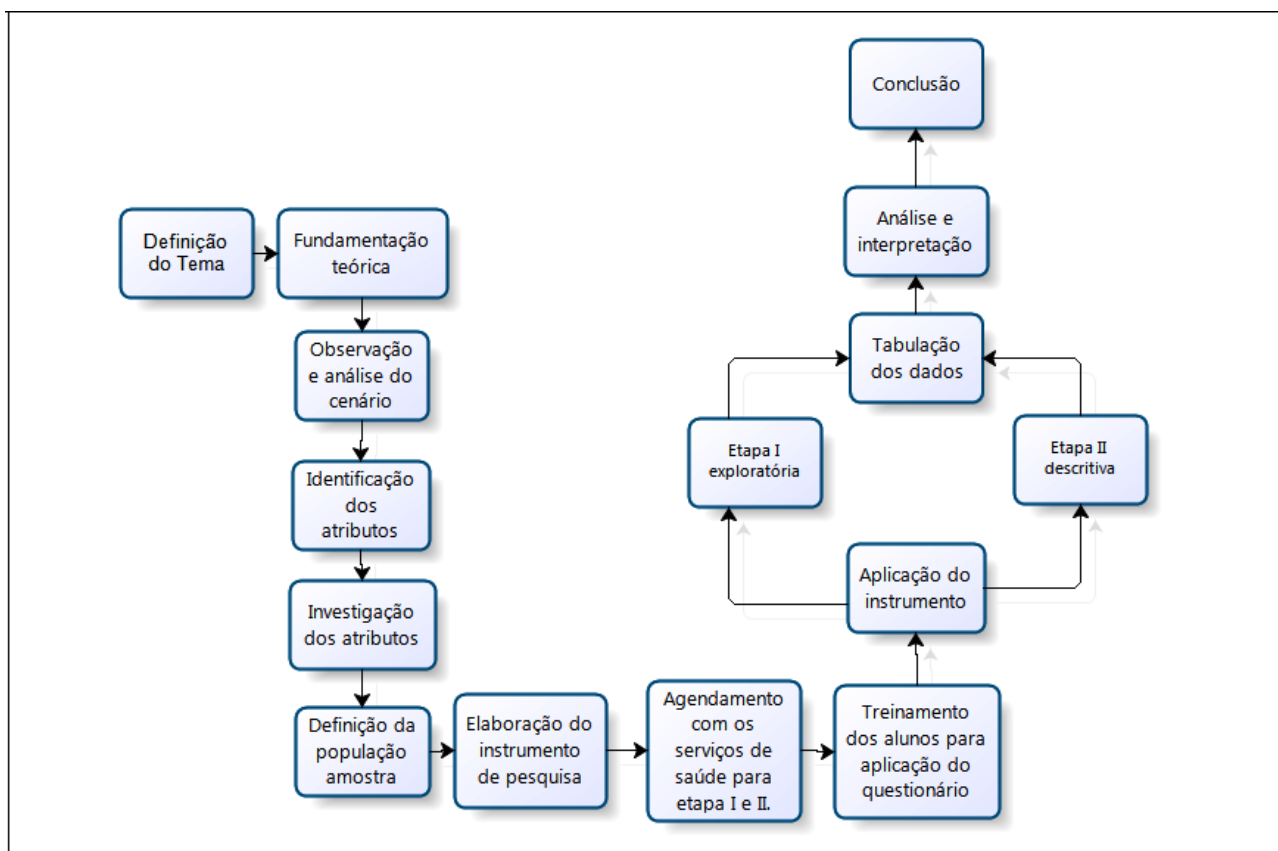 Definição
do Tema
Fundamentação
teórica
Observação
e análise do
cenário
Identificação
dos
atributos
Investigação
dos atributos
Definição da
população
amostra
Elaboração do
instrumento
de pesquisa
Agendamento
com os
serviços de
saúde para
etapa I e II.
Treinamento
dos alunos para
aplicação do
questionário
Aplicação do
instrumento
Etapa I
exploratória
Etapa II
descritiva
Tabulação
dos dados
Análise e
interpretação
Conclusão